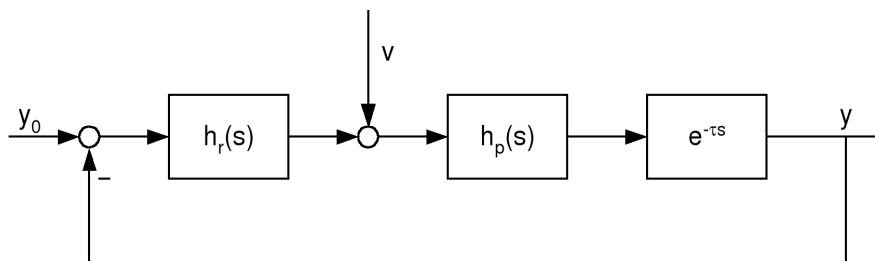 v
y₀
hᵣ(s)
hₚ(s)
e^-τs
y
−